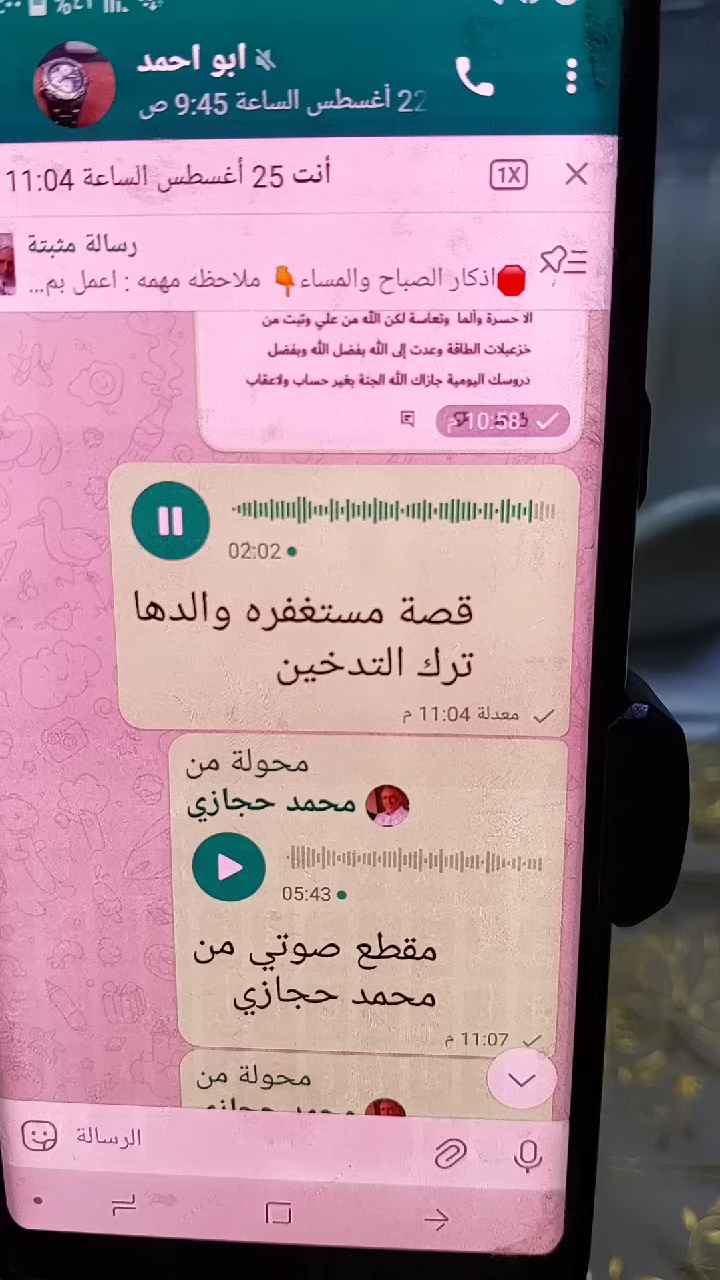 ابو احمد
22 أغسطس الساعة 9:45 ص
أنت 25 أغسطس الساعة 11:04
1X
رسالة مثبتة
🛑اذكار الصباح والمساء👇 ملاحظه مهمه : اعمل بم...
الا حسرة وألما وتعاسة لكن الله من علي وتبت من
خزعبلات الطاقة وعدت إلى الله بفضل الله وبفضل
دروسك اليومية جازاك الله الجنة بغير حساب ولاعقاب
10:58 م
02:02
قصة مستغفره والدها
ترك التدخين
معدلة 11:04 م
محولة من
محمد حجازي
05:43
مقطع صوتي من
محمد حجازي
11:07 م
محولة من
محمد حجازي
الرسالة